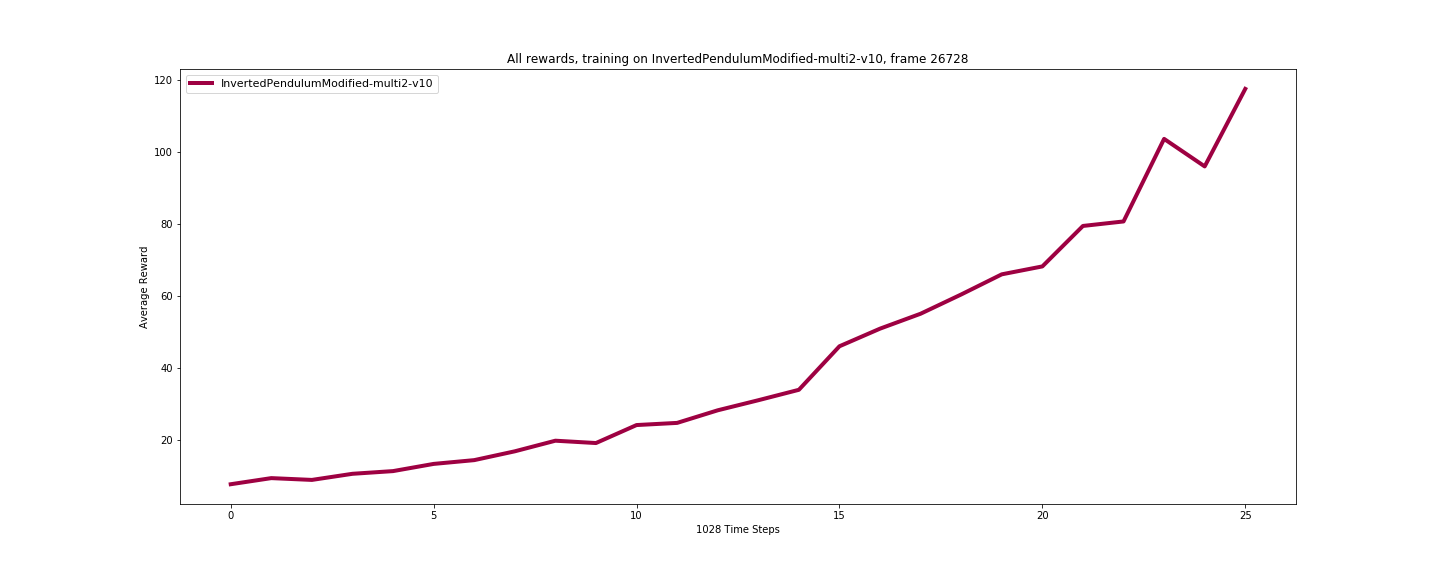 All rewards, training on InvertedPendulumModified-multi2-v10, frame 26728
InvertedPendulumModified-multi2-v10
120
100
80
60
40
20
Average Reward
0 5 10 15 20 25
1028 Time Steps